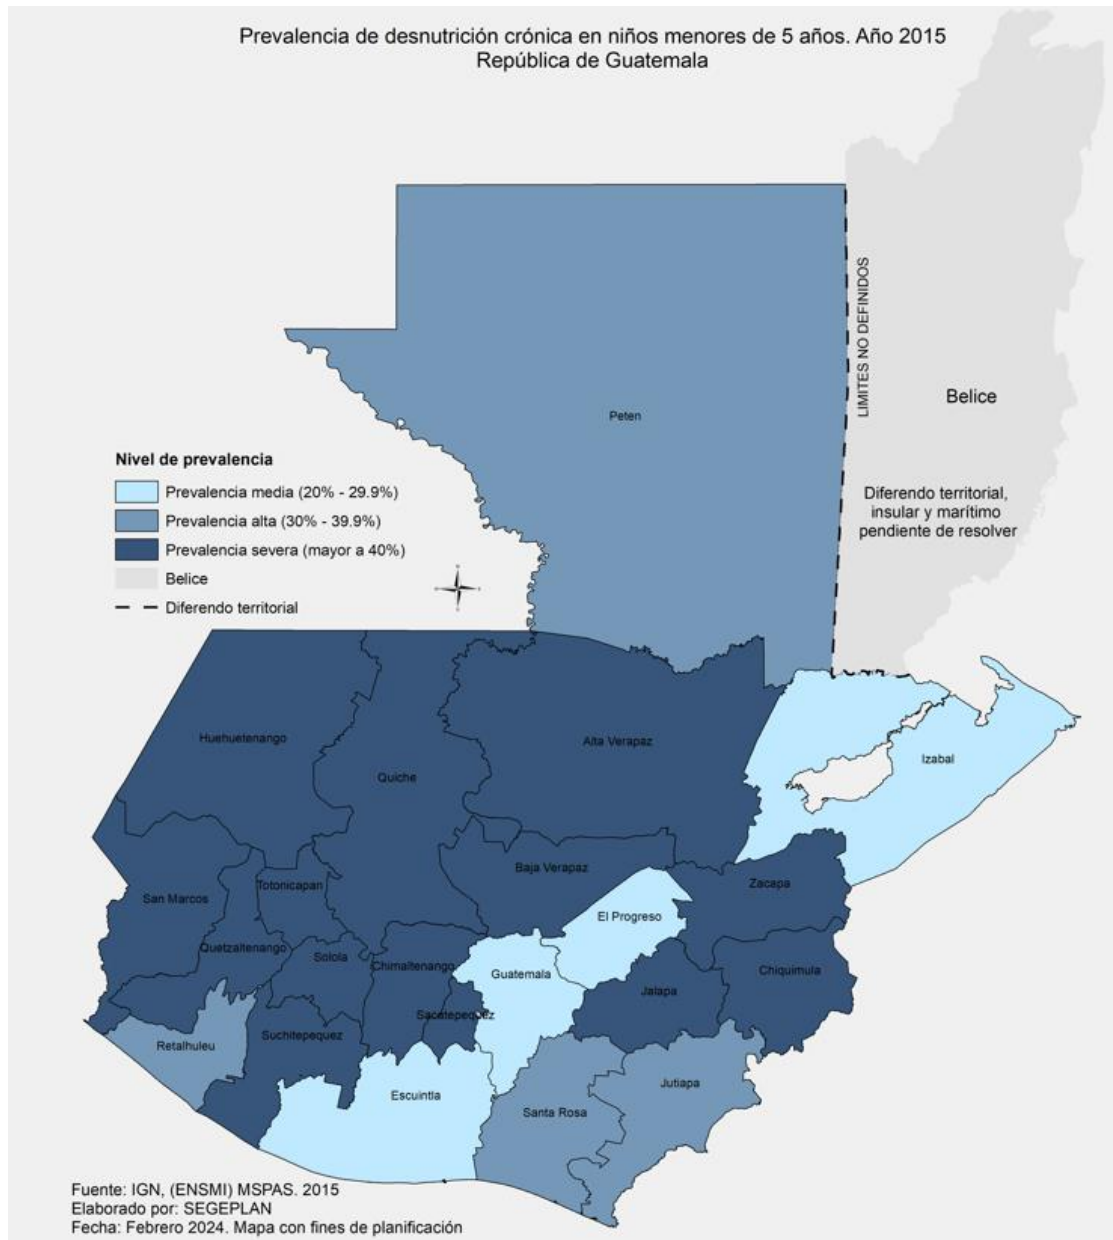 Prevalencia de desnutrición crónica en niños menores de 5 años. Año 2015
República de Guatemala
LIMITES NO DEFINIDOS
Belice
Peten
Nivel de prevalencia
Prevalencia media (20% - 29.9%)
Prevalencia alta (30% - 39.9%)
Prevalencia severa (mayor a 40%)
Belice
Diferendo territorial
Diferendo territorial,
insular y marítimo
pendiente de resolver
Huehuetenango
Quiche
Alta Verapaz
Izabal
Baja Verapaz
Zacapa
San Marcos
Totonicapan
El Progreso
Quetzaltenango
Solola
Chimaltenango
Guatemala
Chiquimula
Jalapa
Sacatepequez
Suchitepequez
Retalhuleu
Escuintla
Jutiapa
Santa Rosa
Fuente: IGN, (ENSMI) MSPAS. 2015
Elaborado por: SEGEPLAN
Fecha: Febrero 2024. Mapa con fines de planificación